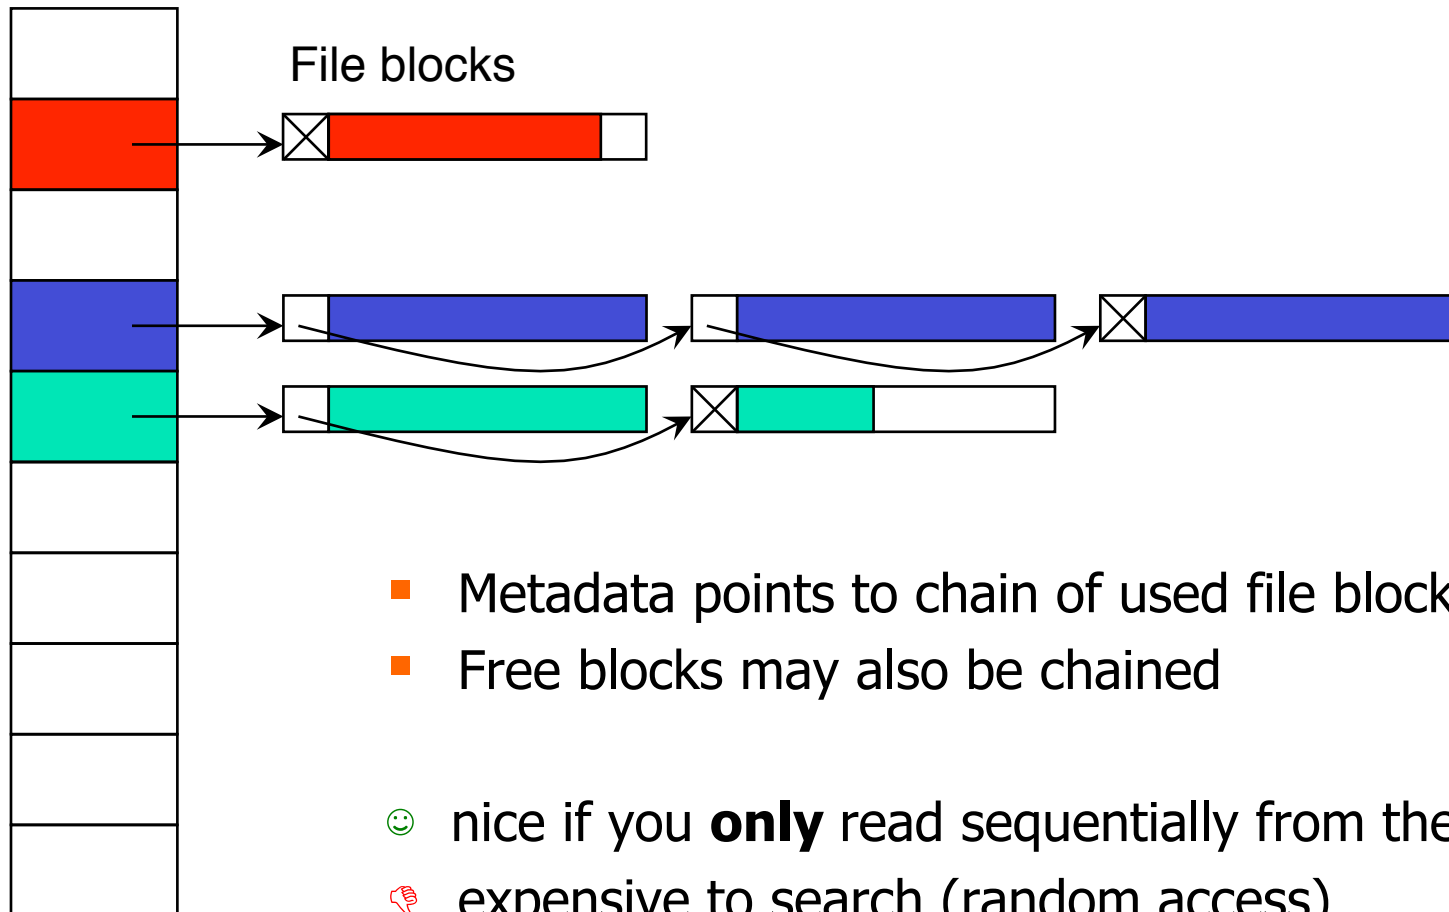 File blocks
Metadata points to chain of used file block
Free blocks may also be chained
nice if you only read sequentially from the
expensive to search (random access)